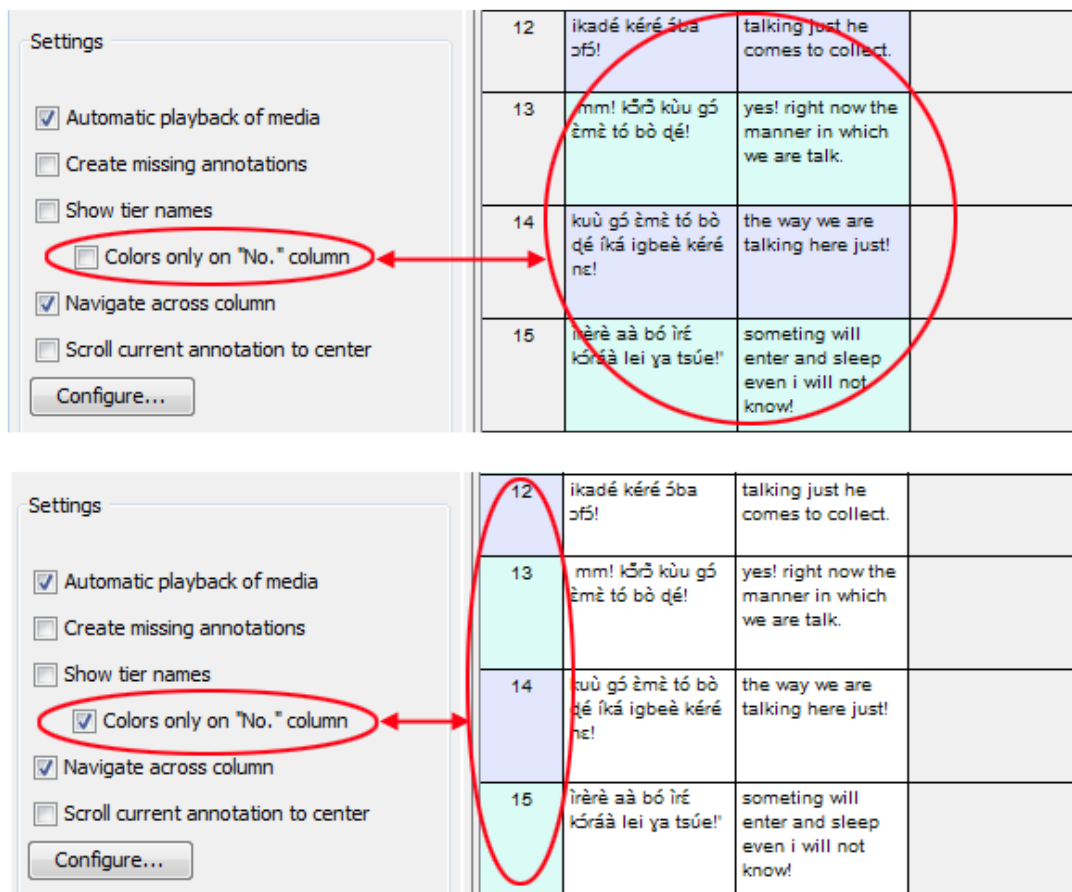 Settings
Automatic playback of media
Create missing annotations
Show tier names
Colors only on "No." column
Navigate across column
Scroll current annotation to center
Configure...
12
ikadé kéré ɔ́ba
ɔfɔ́!
talking just he
comes to collect.
13
mm! kɔ̃́rɔ̃́ kùu gɔ́
ɛ̀mɛ̀ tó bò ɖé!
yes! right now the
manner in which
we are talk.
14
kuù gɔ́ ɛ̀mɛ̀ tó bò
ɖé íká igbeè kéré
nɛ!
the way we are
talking here just!
15
ìrèrè aà bó ìrɛ́
kɔ́ráà lei ɣa tsúe!'
someting will
enter and sleep
even i will not
know!
Settings
Automatic playback of media
Create missing annotations
Show tier names
Colors only on "No." column
Navigate across column
Scroll current annotation to center
Configure...
12
ikadé kéré ɔ́ba
ɔfɔ́!
talking just he
comes to collect.
13
mm! kɔ̃́rɔ̃́ kùu gɔ́
ɛ̀mɛ̀ tó bò ɖé!
yes! right now the
manner in which
we are talk.
14
kuù gɔ́ ɛ̀mɛ̀ tó bò
ɖé íká igbeè kéré
nɛ!
the way we are
talking here just!
15
ìrèrè aà bó ìrɛ́
kɔ́ráà lei ɣa tsúe!'
someting will
enter and sleep
even i will not
know!